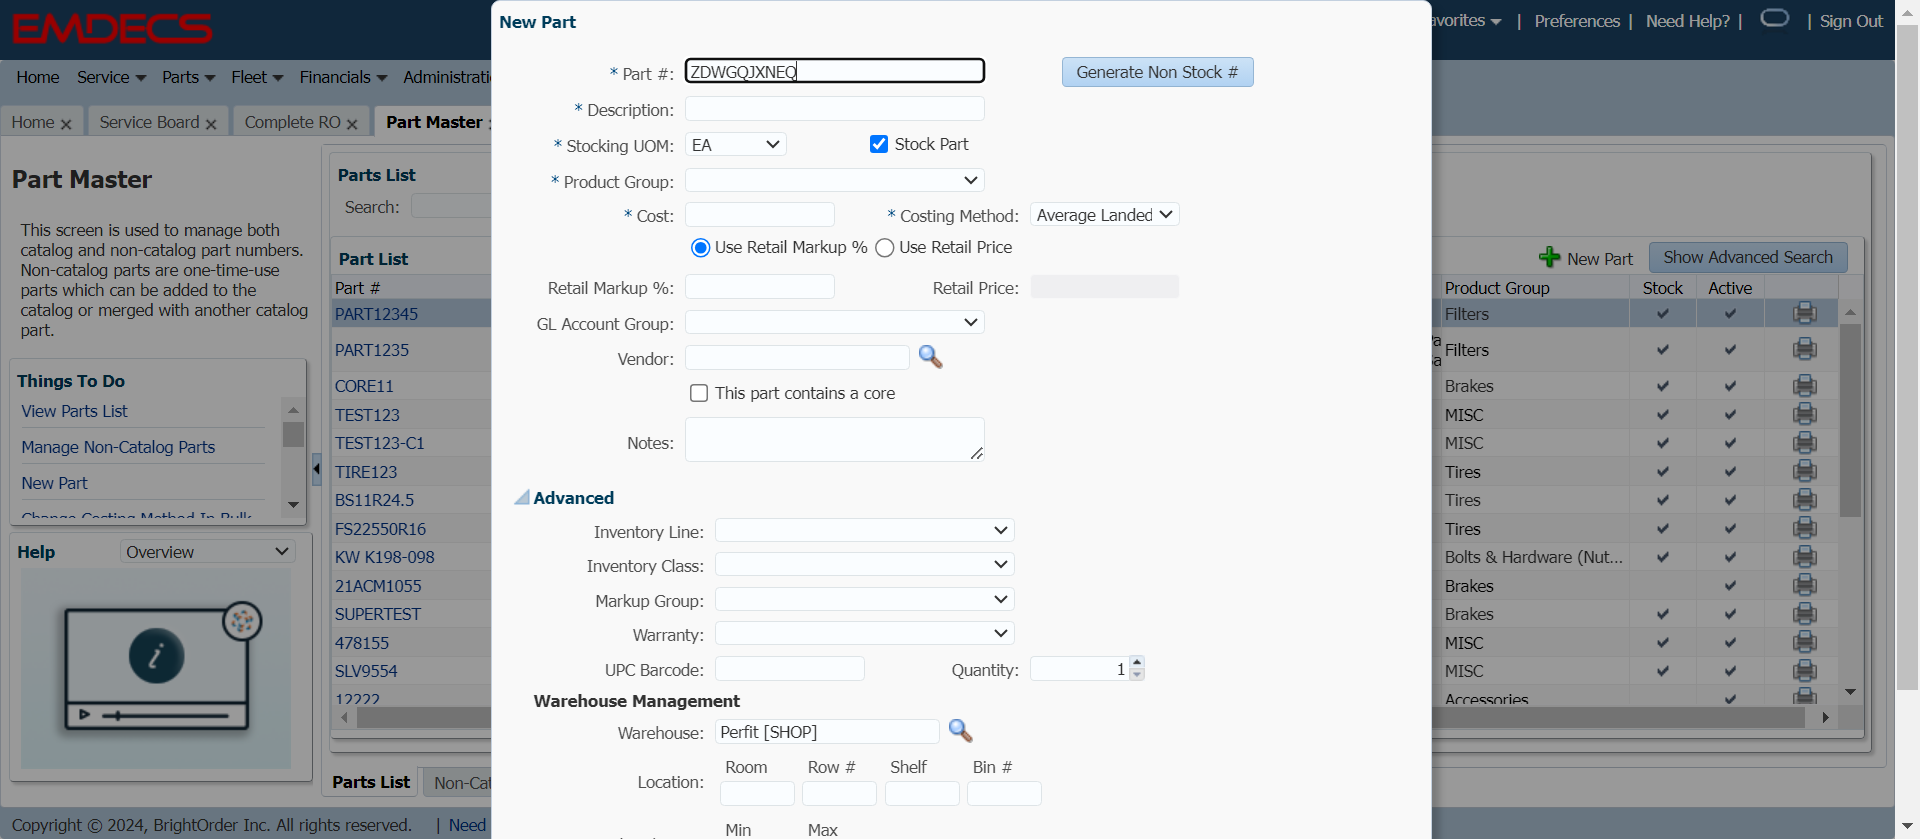 EMDECS
New Part
avorites | Preferences | Need Help? | | Sign Out
Home Service Parts Fleet Financials Administrati
Home Service Board Complete RO Part Master
* Part #: ZDWGQJXNEQ Generate Non Stock #
* Description:
* Stocking UOM: EA Stock Part
* Product Group:
* Cost: * Costing Method: Average Landed
Use Retail Markup % Use Retail Price
Retail Markup %: Retail Price:
GL Account Group:
Vendor:
This part contains a core
Notes:
Advanced
Inventory Line:
Inventory Class:
Markup Group:
Warranty:
UPC Barcode: Quantity: 1
Warehouse Management
Warehouse: Perfit [SHOP]
Room Row # Shelf Bin #
Location:
Min Max
Part Master
This screen is used to manage both
catalog and non-catalog part numbers.
Non-catalog parts are one-time-use
parts which can be added to the
catalog or merged with another catalog
part.
Things To Do
View Parts List
Manage Non-Catalog Parts
New Part
Change Costing Method In Bulk
Help Overview
i
Parts List
Search:
Part List
New Part Show Advanced Search
Part # Product Group Stock Active
PART12345 Filters
PART1235 Filters
CORE11 Brakes
TEST123 MISC
TEST123-C1 MISC
TIRE123 Tires
BS11R24.5 Tires
FS22550R16 Tires
KW K198-098 Bolts & Hardware (Nut...
21ACM1055 Brakes
SUPERTEST Brakes
478155 MISC
SLV9554 MISC
12222 Accessories
Parts List Non-Cat
Copyright © 2024, BrightOrder Inc. All rights reserved. | Need